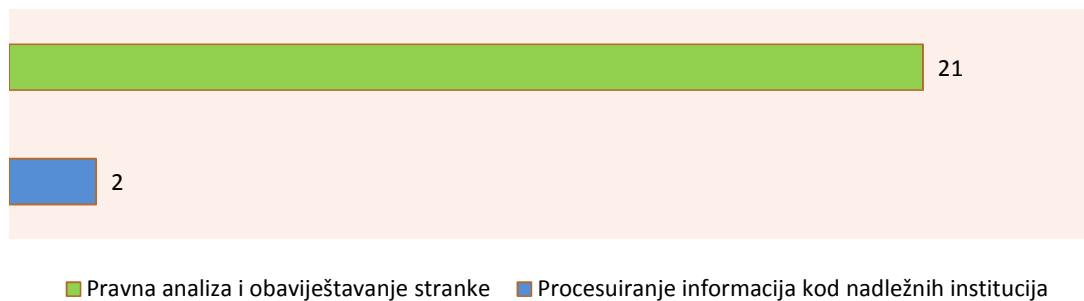 21
2
Pravna analiza i obaviještavanje stranke Procesuiranje informacija kod nadležnih institucija